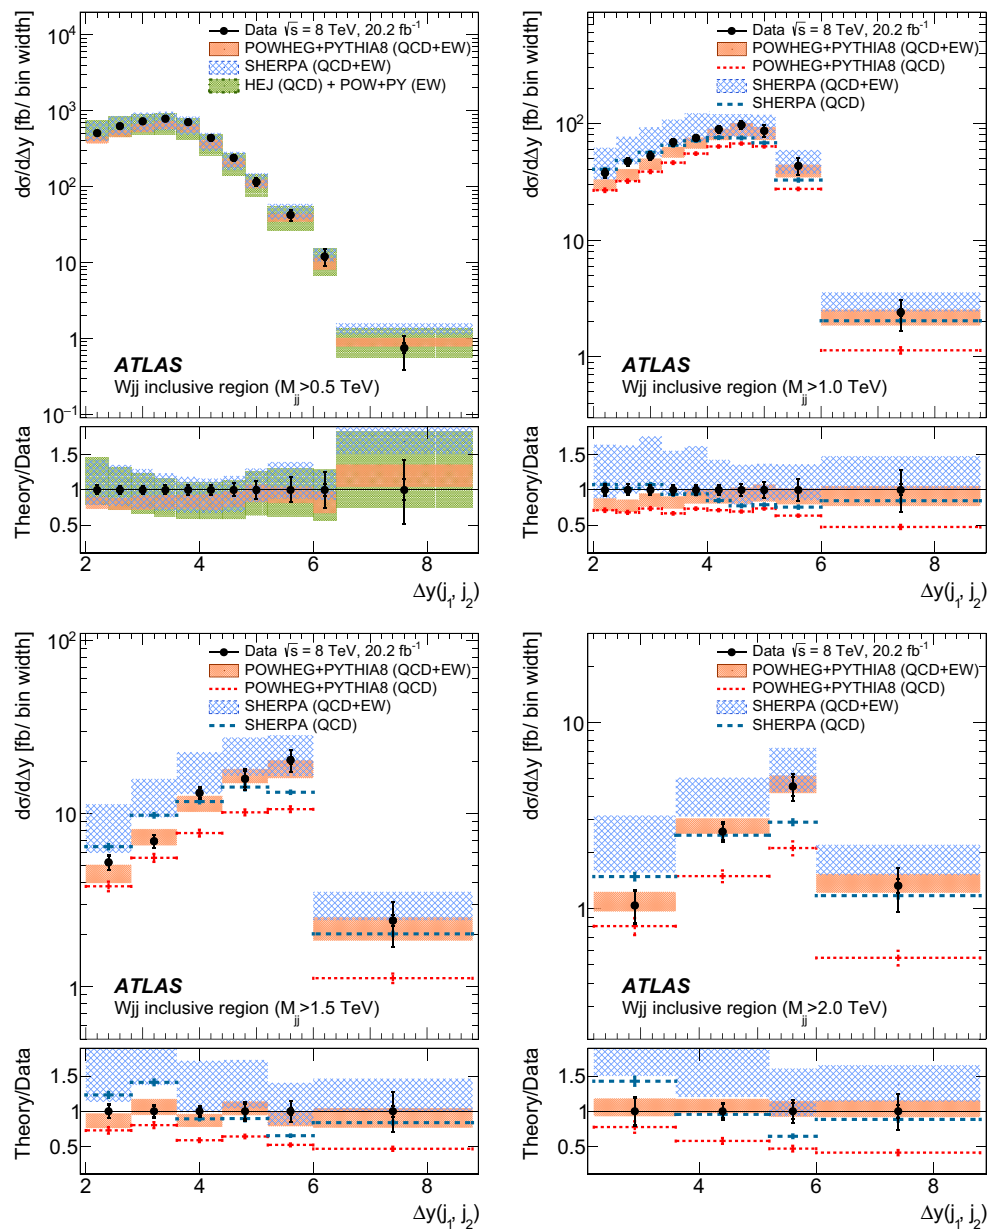 Data √s = 8 TeV, 20.2 fb⁻¹
POWHEG+PYTHIA8 (QCD+EW)
SHERPA (QCD+EW)
HEJ (QCD) + POW+PY (EW)
dσ/dΔy [fb/ bin width]
10⁴
10³
10²
10
1
10⁻¹
ATLAS
Wjj inclusive region (M_jj>0.5 TeV)
Theory/Data
1.5
1
0.5
2 4 6 8
Δy(j₁, j₂)
Data √s = 8 TeV, 20.2 fb⁻¹
POWHEG+PYTHIA8 (QCD+EW)
POWHEG+PYTHIA8 (QCD)
SHERPA (QCD+EW)
SHERPA (QCD)
dσ/dΔy [fb/ bin width]
10²
10
1
ATLAS
Wjj inclusive region (M_jj>1.0 TeV)
Theory/Data
1.5
1
0.5
2 4 6 8
Δy(j₁, j₂)
Data √s = 8 TeV, 20.2 fb⁻¹
POWHEG+PYTHIA8 (QCD+EW)
POWHEG+PYTHIA8 (QCD)
SHERPA (QCD+EW)
SHERPA (QCD)
dσ/dΔy [fb/ bin width]
10²
10
1
ATLAS
Wjj inclusive region (M_jj>1.5 TeV)
Theory/Data
1.5
1
0.5
2 4 6 8
Δy(j₁, j₂)
Data √s = 8 TeV, 20.2 fb⁻¹
POWHEG+PYTHIA8 (QCD+EW)
POWHEG+PYTHIA8 (QCD)
SHERPA (QCD+EW)
SHERPA (QCD)
dσ/dΔy [fb/ bin width]
10
1
ATLAS
Wjj inclusive region (M_jj>2.0 TeV)
Theory/Data
1.5
1
0.5
4 6 8
Δy(j₁, j₂)